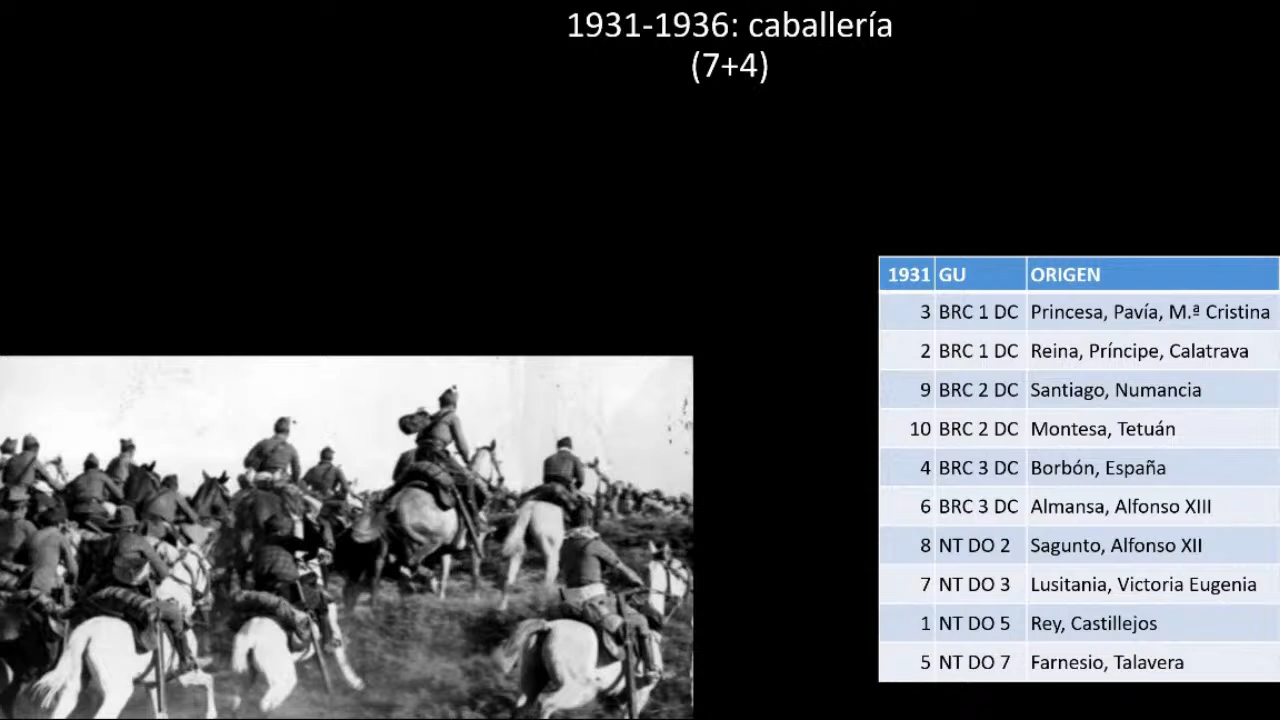 1931-1936: caballería
(7+4)
1931 GU ORIGEN
3 BRC 1 DC Princesa, Pavía, M.ª Cristina
2 BRC 1 DC Reina, Príncipe, Calatrava
9 BRC 2 DC Santiago, Numancia
10 BRC 2 DC Montesa, Tetuán
4 BRC 3 DC Borbón, España
6 BRC 3 DC Almansa, Alfonso XIII
8 NT DO 2 Sagunto, Alfonso XII
7 NT DO 3 Lusitania, Victoria Eugenia
1 NT DO 5 Rey, Castillejos
5 NT DO 7 Farnesio, Talavera